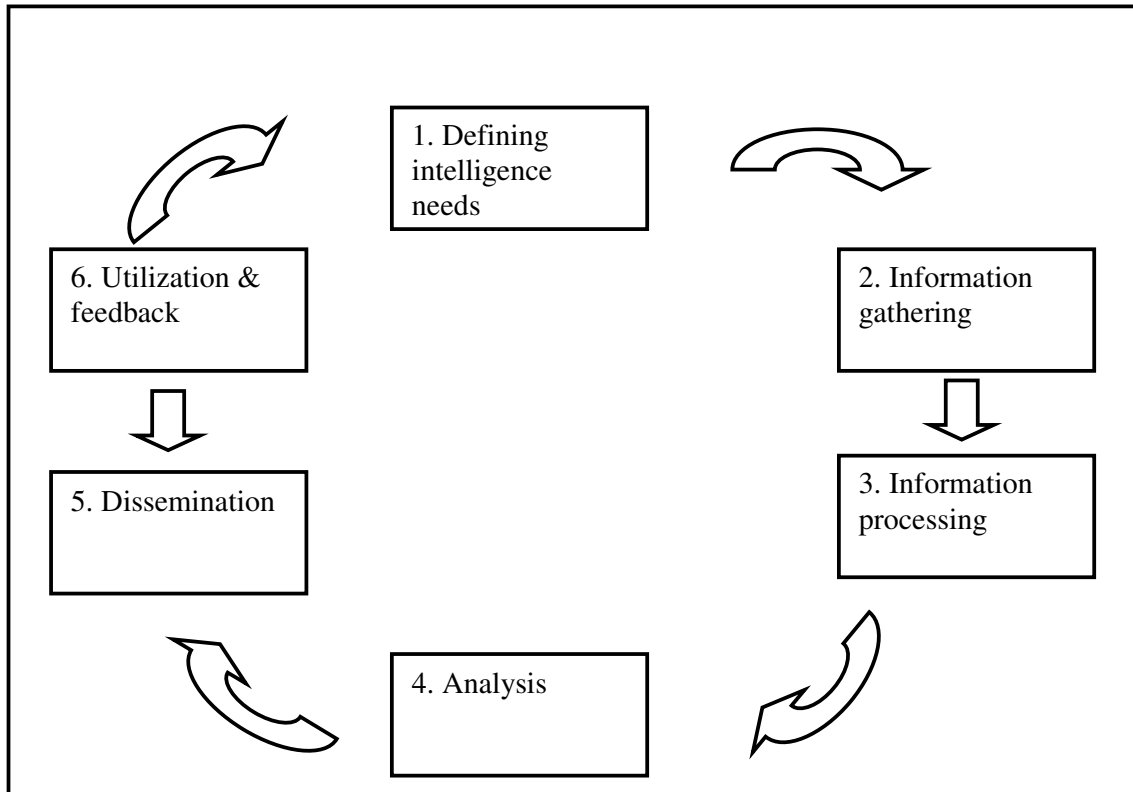 1. Defining
intelligence
needs
2. Information
gathering
3. Information
processing
4. Analysis
5. Dissemination
6. Utilization &
feedback